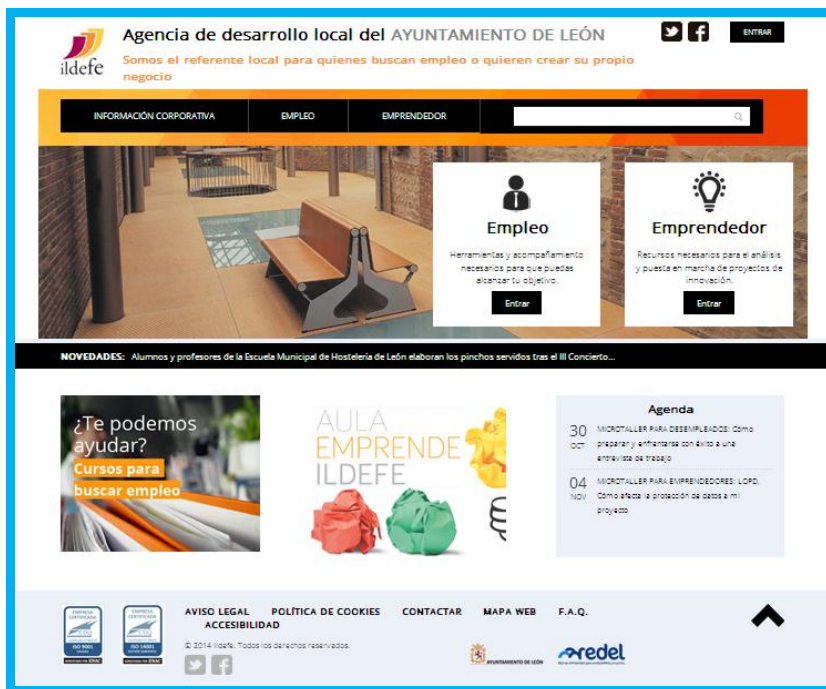 Agencia de desarrollo local del AYUNTAMIENTO DE LEÓN
Somos el referente local para quienes buscan empleo o quieren crear su propio
negocio
ildefe
ENTRAR
INFORMACIÓN CORPORATIVA EMPLEO EMPRENDEDOR
Empleo
Herramientas y acompañamiento
necesarios para que puedas
alcanzar tu objetivo.
Entrar
Emprendedor
Recursos necesarios para el análisis
y puesta en marcha de proyectos de
innovación.
Entrar
NOVEDADES: Alumnos y profesores de la Escuela Municipal de Hostelería de León elaboran los pinchos servidos tras el III Concierto...
¿Te podemos
ayudar?
Cursos para
buscar empleo
AULA
EMPRENDE
ILDEFE
Agenda
30 OCT
MICROTALLER PARA DESEMPLEADOS: Cómo
preparar y enfrentarse con éxito a una
entrevista de trabajo
04 NOV
MICROTALLER PARA EMPRENDEDORES: LOPD,
Cómo afecta la protección de datos a mi
proyecto
EMPRESA
CERTIFICADA
ISO 9001
EMPRESA
CERTIFICADA
ISO 14001
AVISO LEGAL POLÍTICA DE COOKIES CONTACTAR MAPA WEB F.A.Q.
ACCESIBILIDAD
© 2014 Ildefe. Todos los derechos reservados.
AYUNTAMIENTO DE LEÓN
redel